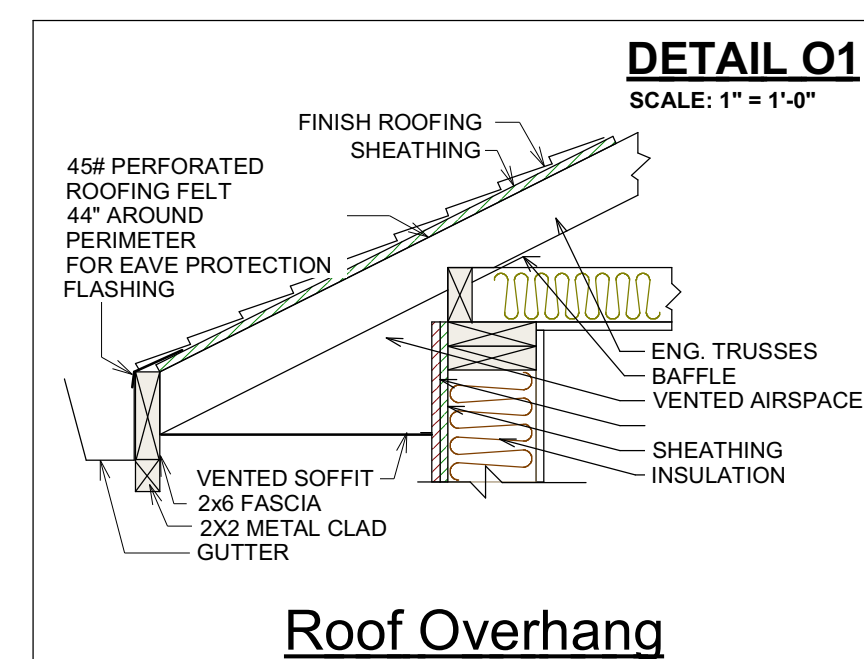 DETAIL O1
SCALE: 1" = 1'-0"
FINISH ROOFING
SHEATHING
45# PERFORATED
ROOFING FELT
44" AROUND
PERIMETER
FOR EAVE PROTECTION
FLASHING
ENG. TRUSSES
BAFFLE
VENTED AIRSPACE
SHEATHING
INSULATION
VENTED SOFFIT
2x6 FASCIA
2X2 METAL CLAD
GUTTER
Roof Overhang